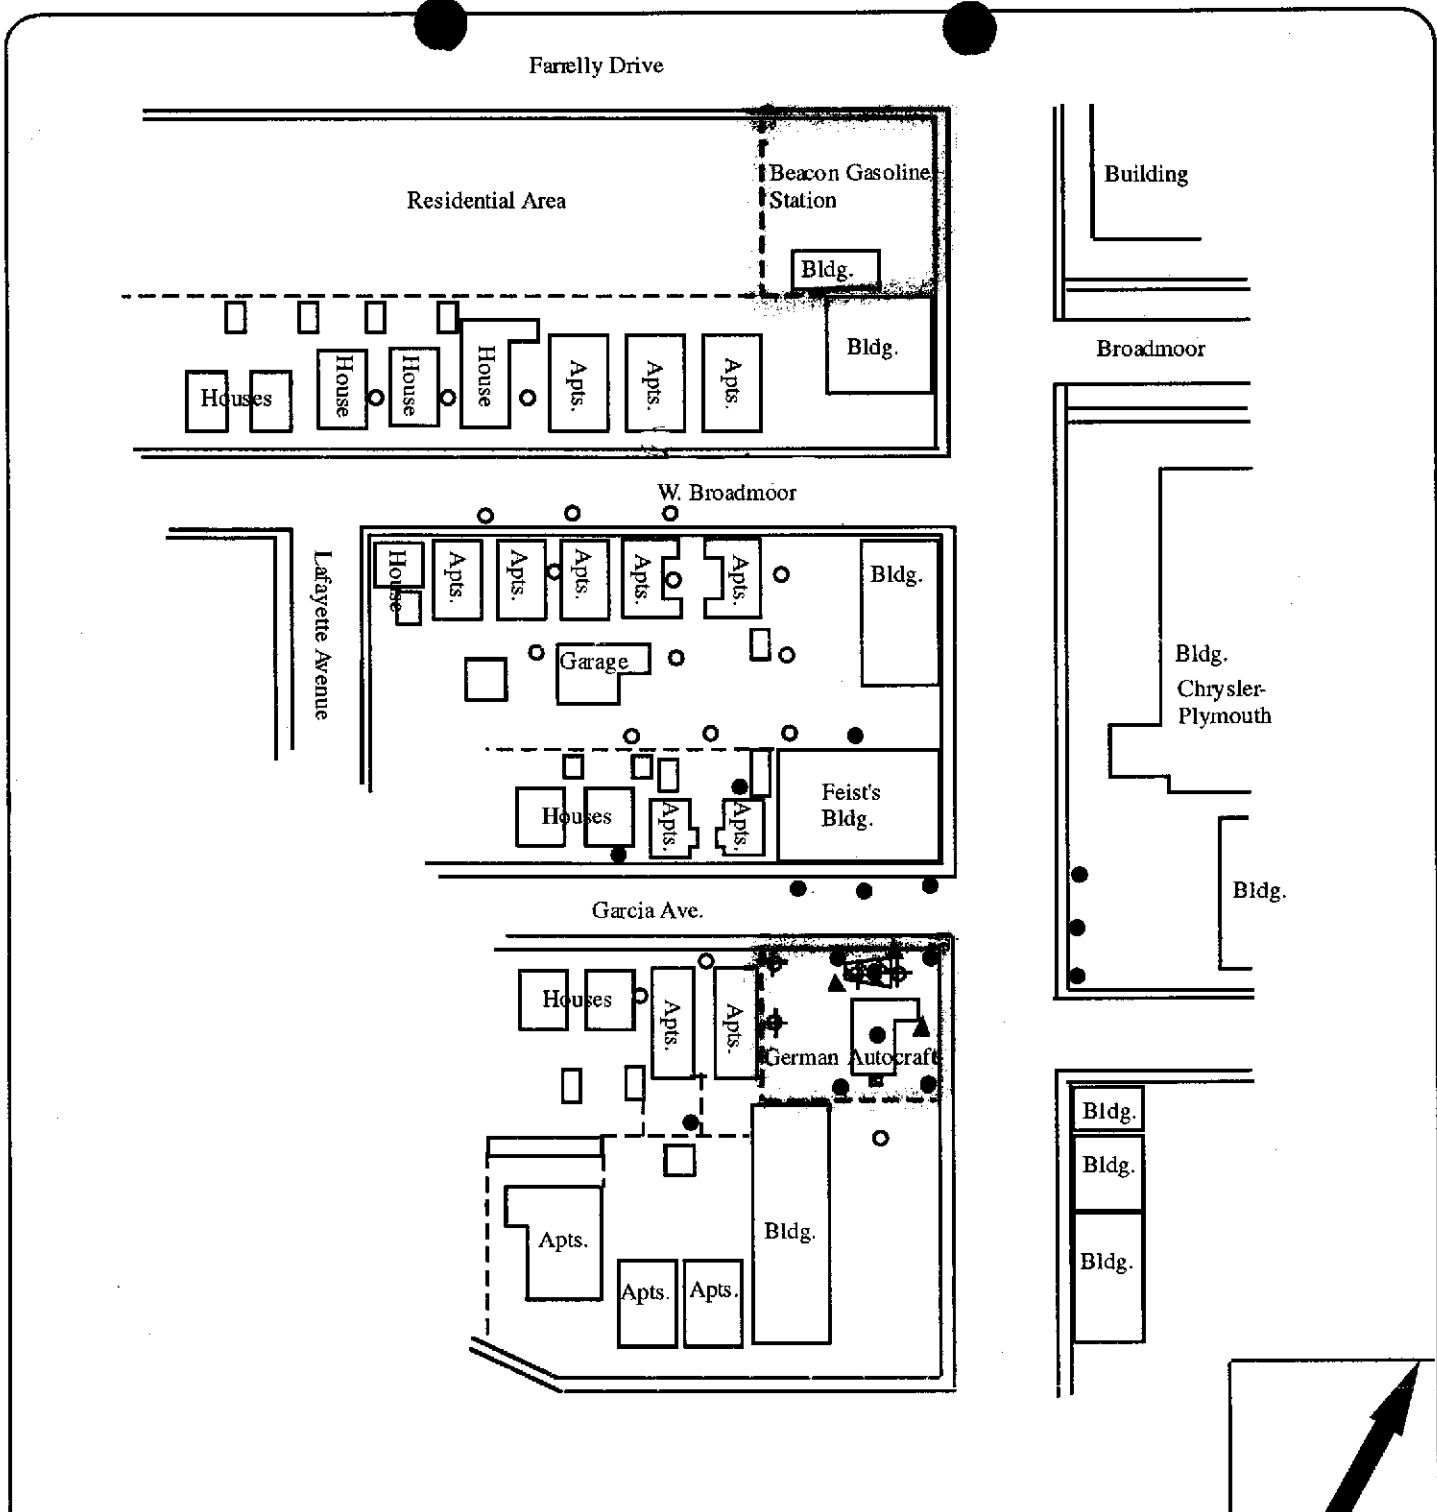 Farrelly Drive
Residential Area
Beacon Gasoline
Station
Bldg.
Building
Bldg.
Broadmoor
Houses
House
House
House
Apts.
Apts.
Apts.
W. Broadmoor
Lafayette Avenue
House
Apts.
Apts.
Apts.
Apts.
Apts.
Bldg.
Garage
Bldg.
Chrysler-
Plymouth
Houses
Apts.
Apts.
Feist's
Bldg.
Bldg.
Garcia Ave.
Houses
Apts.
Apts.
German Autocraft
Bldg.
Bldg.
Bldg.
Apts.
Apts.
Apts.
Bldg.